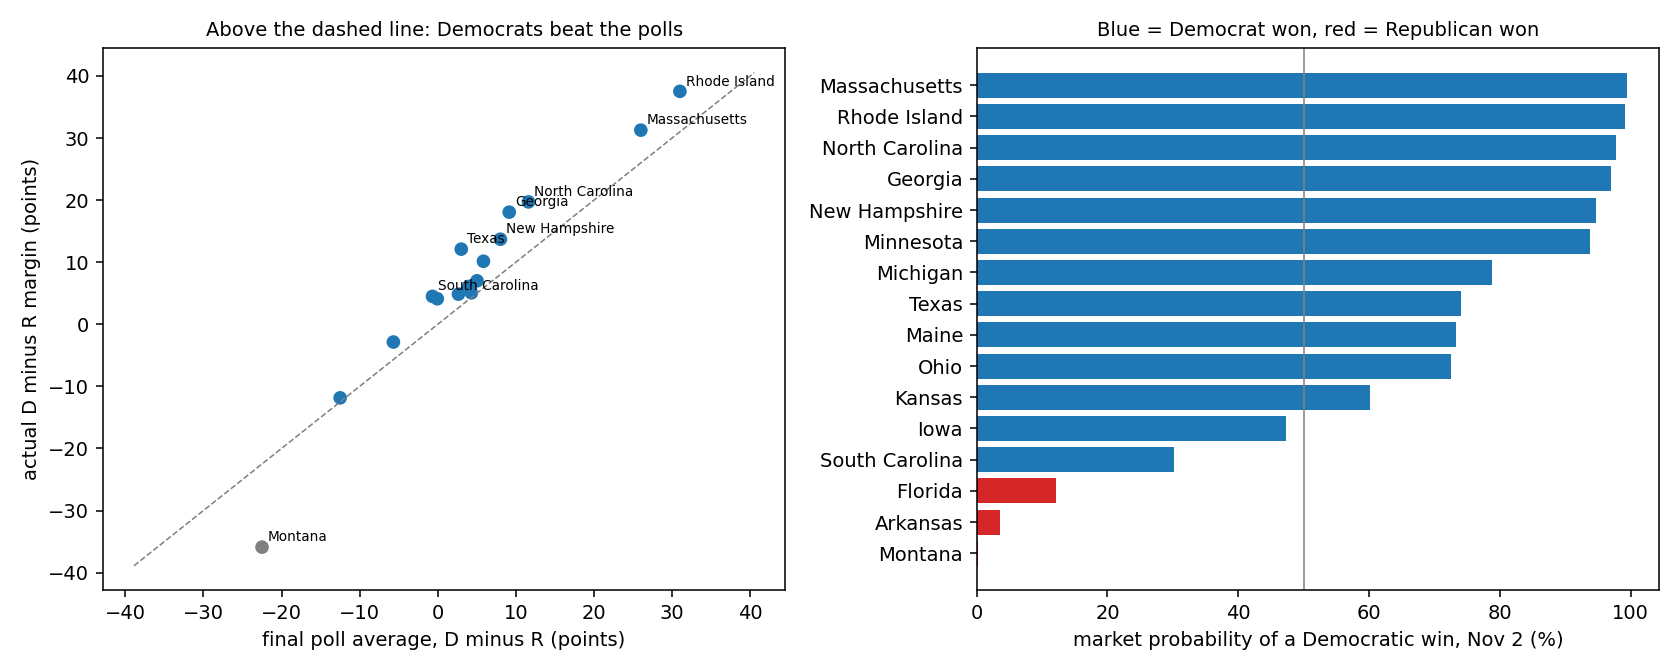 Above the dashed line: Democrats beat the polls
40
30
20
10
0
−10
−20
−30
−40
actual D minus R margin (points)
Rhode Island
Massachusetts
North Carolina
Georgia
New Hampshire
Texas
South Carolina
Montana
−40 −30 −20 −10 0 10 20 30 40
final poll average, D minus R (points)
Blue = Democrat won, red = Republican won
Massachusetts
Rhode Island
North Carolina
Georgia
New Hampshire
Minnesota
Michigan
Texas
Maine
Ohio
Kansas
Iowa
South Carolina
Florida
Arkansas
Montana
0 20 40 60 80 100
market probability of a Democratic win, Nov 2 (%)